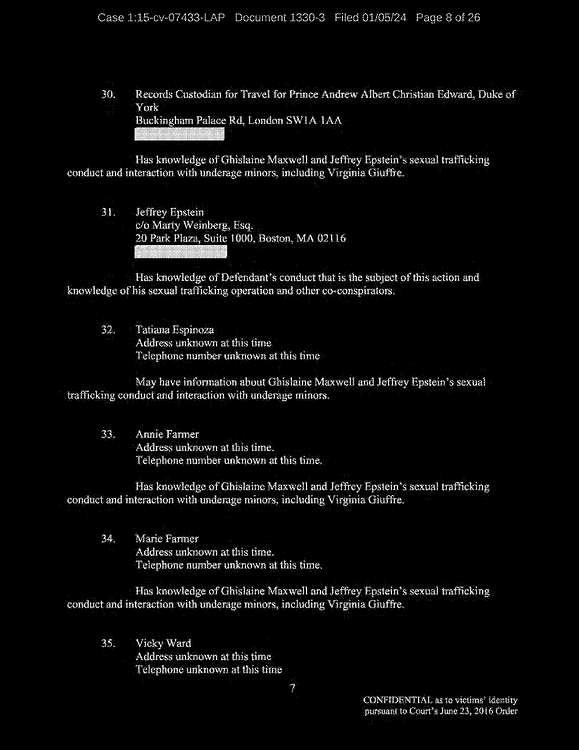 Case 1:15-cv-07433-LAP Document 1330-3 Filed 01/05/24 Page 8 of 26
30. Records Custodian for Travel for Prince Andrew Albert Christian Edward, Duke of
York
Buckingham Palace Rd, London SW1A 1AA
Has knowledge of Ghislaine Maxwell and Jeffrey Epstein's sexual trafficking
conduct and interaction with underage minors, including Virginia Giuffre.
31. Jeffrey Epstein
c/o Marty Weinberg, Esq.
20 Park Plaza, Suite 1000, Boston, MA 02116
Has knowledge of Defendant's conduct that is the subject of this action and
knowledge of his sexual trafficking operation and other co-conspirators.
32. Tatiana Espinoza
Address unknown at this time
Telephone number unknown at this time
May have information about Ghislaine Maxwell and Jeffrey Epstein's sexual
trafficking conduct and interaction with underage minors.
33. Annie Farmer
Address unknown at this time.
Telephone number unknown at this time.
Has knowledge of Ghislaine Maxwell and Jeffrey Epstein's sexual trafficking
conduct and interaction with underage minors, including Virginia Giuffre.
34. Marie Farmer
Address unknown at this time.
Telephone number unknown at this time.
Has knowledge of Ghislaine Maxwell and Jeffrey Epstein's sexual trafficking
conduct and interaction with underage minors, including Virginia Giuffre.
35. Vicky Ward
Address unknown at this time
Telephone unknown at this time
7
CONFIDENTIAL as to victims' identity
pursuant to Court's June 23, 2016 Order